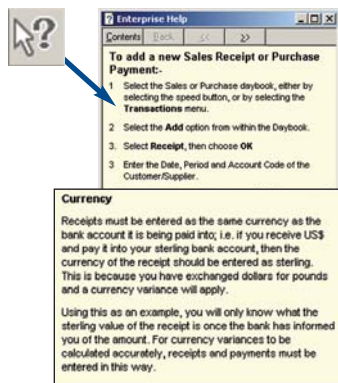 ?
? Enterprise Help
Contents Back << >>
To add a new Sales Receipt or Purchase
Payment:-
1 Select the Sales or Purchase daybook, either by
selecting the speed button, or by selecting the
Transactions menu.
2 Select the Add option from within the Daybook.
3. Select Receipt, then choose OK
3 Enter the Date, Period and Account Code of the
Customer/Supplier.
Currency
Receipts must be entered as the same currency as the
bank account it is being paid into; i.e. if you receive US$
and pay it into your sterling bank account, then the
currency of the receipt should be entered as sterling.
This is because you have exchanged dollars for pounds
and a currency variance will apply.
Using this as an example, you will only know what the
sterling value of the receipt is once the bank has informed
you of the amount. For currency variances to be
calculated accurately, receipts and payments must be
entered in this way.